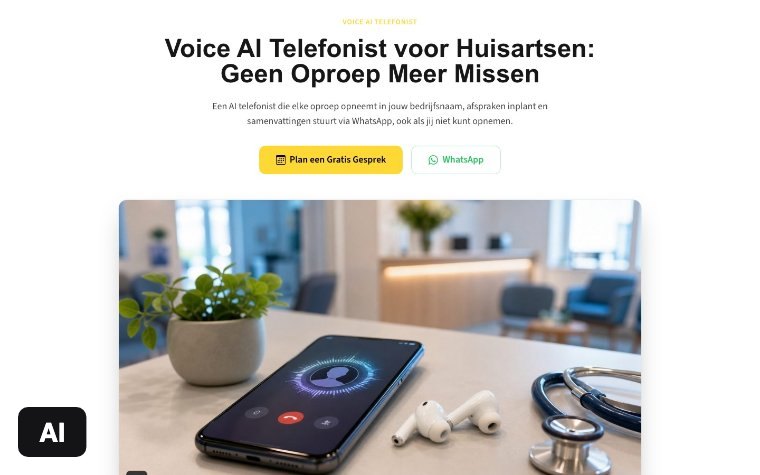 VOICE AI TELEFONIST
Voice AI Telefonist voor Huisartsen:
Geen Oproep Meer Missen
Een AI telefonist die elke oproep opneemt in jouw bedrijfsnaam, afspraken inplant en
samenvattingen stuurt via WhatsApp, ook als jij niet kunt opnemen.
Plan een Gratis Gesprek
WhatsApp
AI